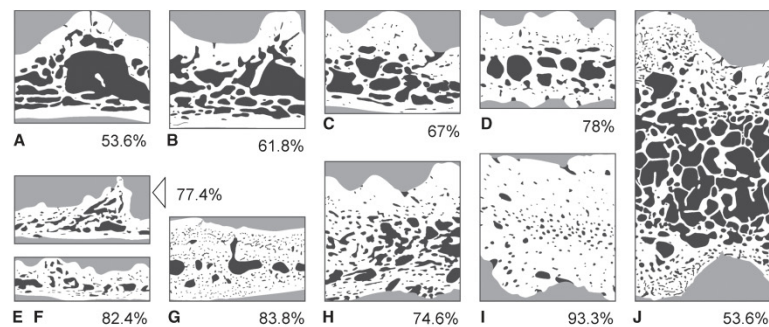 A 53.6%
B 61.8%
C 67%
D 78%
77.4%
E F 82.4%
G 83.8%
H 74.6%
I 93.3%
J 53.6%